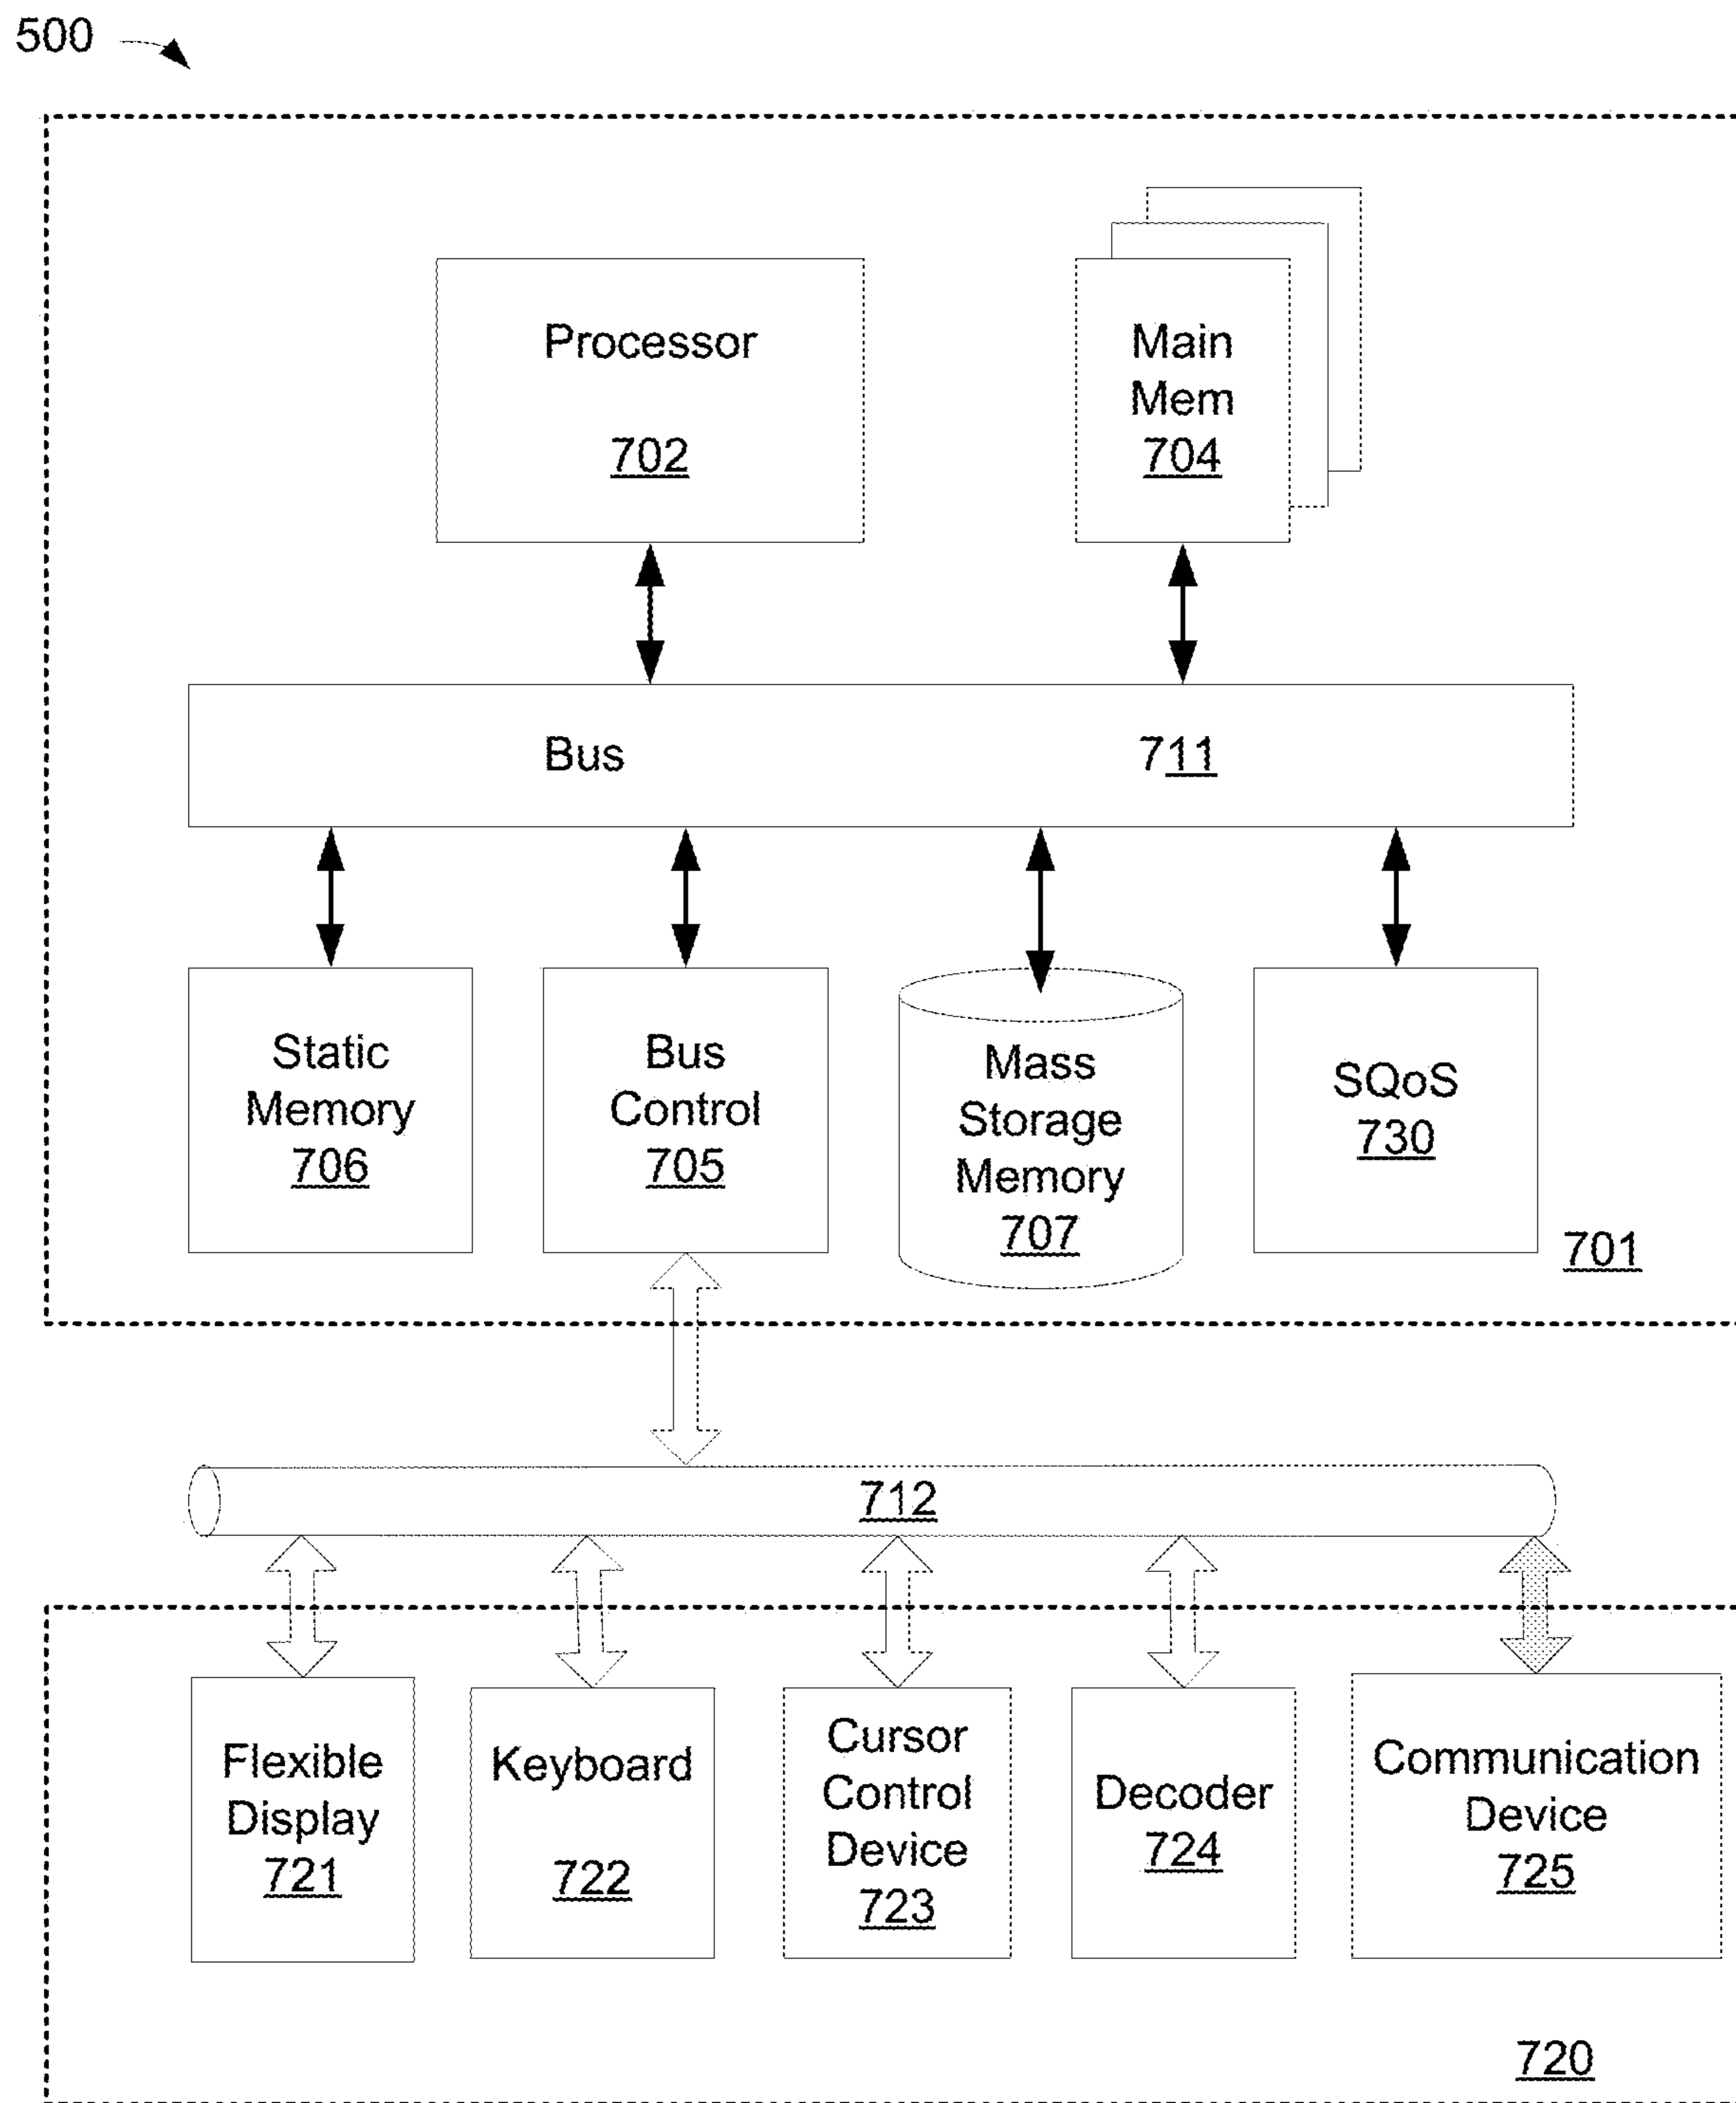 500
Processor
702
Main
Mem
704
Bus 711
Static
Memory
706
Bus
Control
705
Mass
Storage
Memory
707
SQoS
730
701
712
Flexible
Display
721
Keyboard
722
Cursor
Control
Device
723
Decoder
724
Communication
Device
725
720